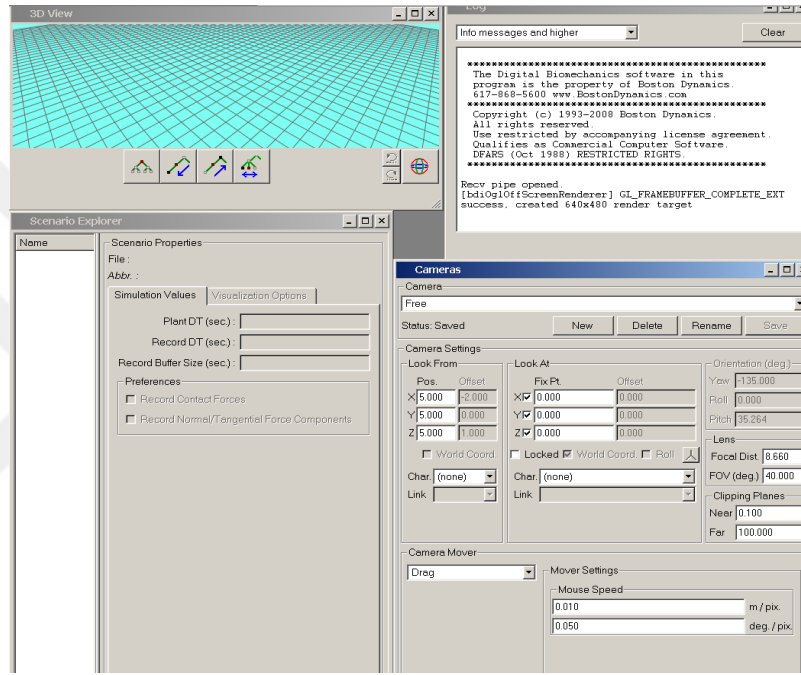 3D View
Log
Info messages and higher
Clear
*************************************************
The Digital Biomechanics software in this
program is the property of Boston Dynamics.
617-868-5600 www.BostonDynamics.com
*************************************************
Copyright (c) 1993-2008 Boston Dynamics.
All rights reserved.
Use restricted by accompanying license agreement.
Qualifies as Commercial Computer Software.
DFARS (Oct 1988) RESTRICTED RIGHTS.
*************************************************
Recv pipe opened.
[bdiOglOffScreenRenderer] GL_FRAMEBUFFER_COMPLETE_EXT
success, created 640x480 render target
Scenario Explorer
Name
Scenario Properties
File :
Abbr. :
Simulation Values
Visualization Options
Plant DT (sec.) :
Record DT (sec.) :
Record Buffer Size (sec.) :
Preferences
Record Contact Forces
Record Normal/Tangential Force Components
Cameras
Camera
Free
Status: Saved
New
Delete
Rename
Save
Camera Settings
Look From
Pos. Offset
X 5.000 -2.000
Y 5.000 0.000
Z 5.000 1.000
World Coord
Char. (none)
Link
Look At
Fix Pt. Offset
X 0.000 0.000
Y 0.000 0.000
Z 0.000 0.000
Locked World Coord. Roll
Char. (none)
Link
Orientation (deg.)
Yaw -135.000
Roll 0.000
Pitch 35.264
Lens
Focal Dist. 8.660
FOV (deg.) 40.000
Clipping Planes
Near 0.100
Far 100.000
Camera Mover
Drag
Mover Settings
Mouse Speed
0.010 m / pix.
0.050 deg. / pix.